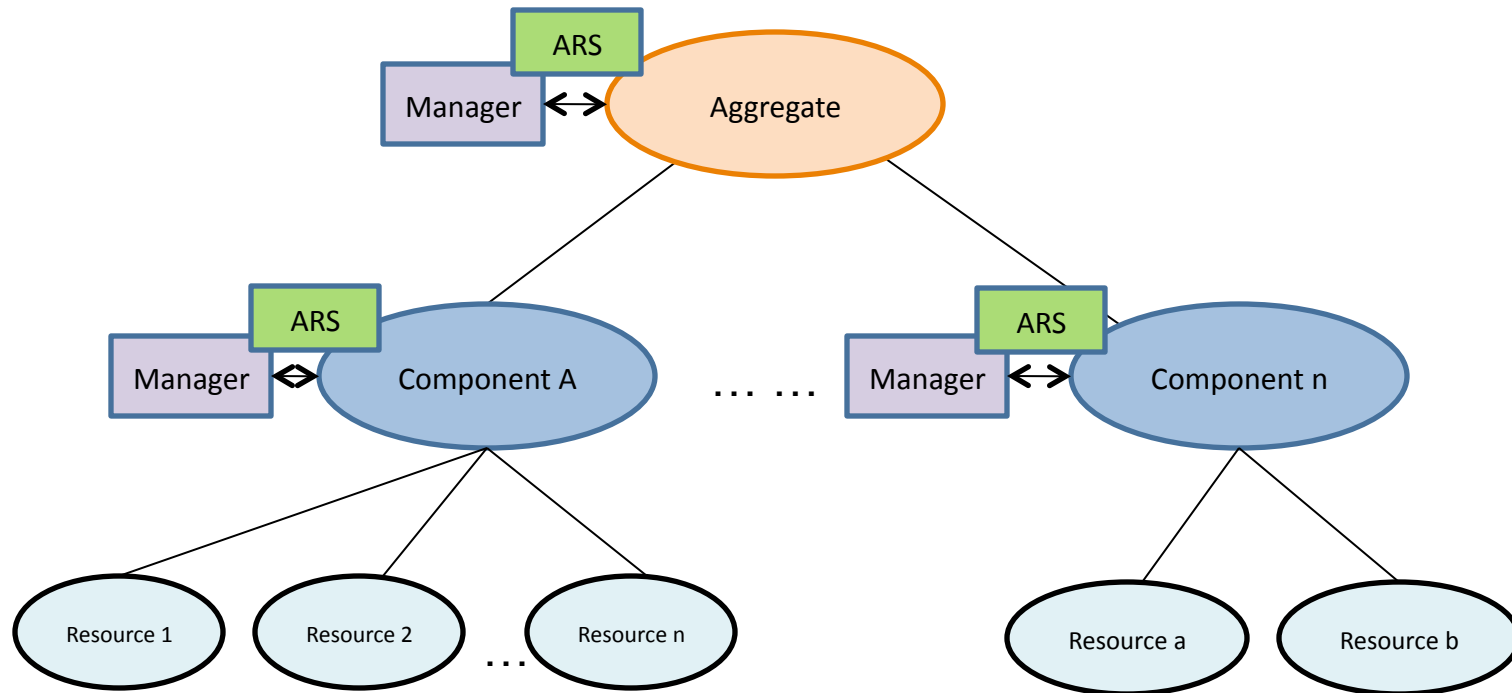 ARS
Manager
Aggregate
ARS
ARS
Manager
Component A
... ...
Manager
Component n
Resource 1
Resource 2
...
Resource n
Resource a
Resource b